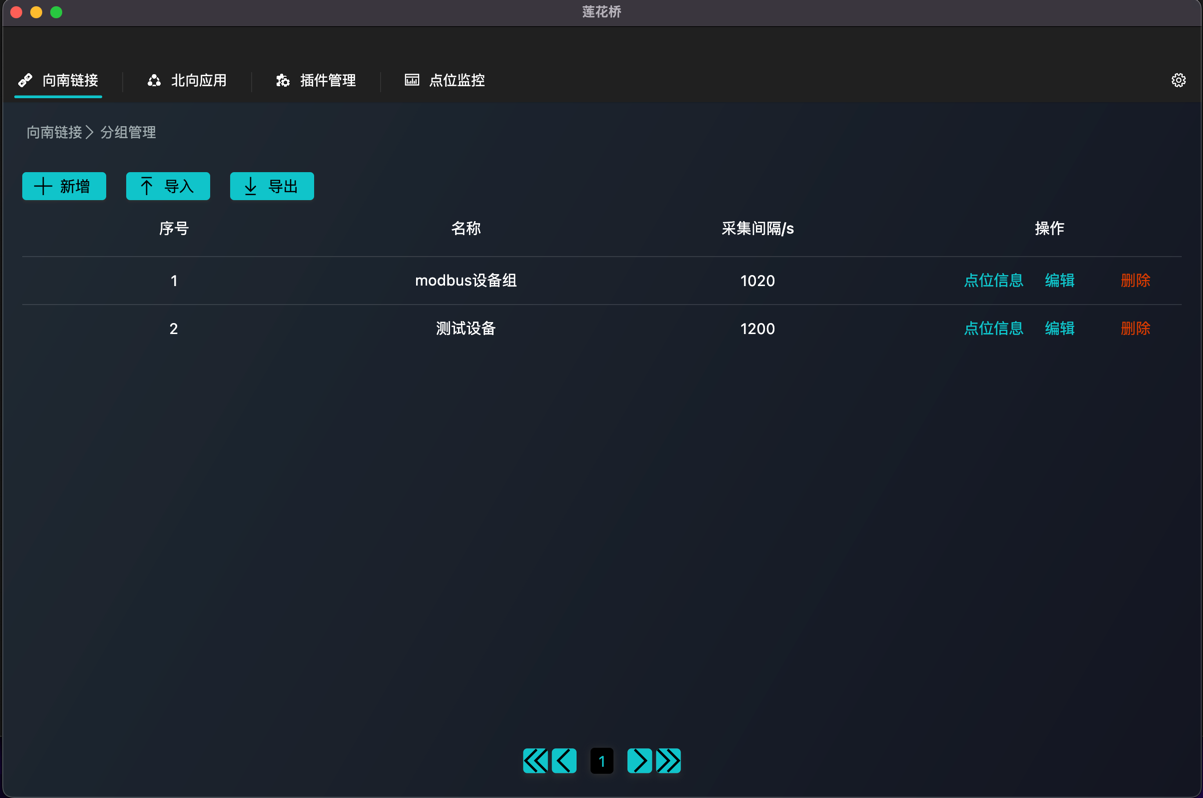 莲花桥
向南链接 北向应用 插件管理 点位监控
向南链接 > 分组管理
新增 导入 导出
序号 名称 采集间隔/s 操作
1 modbus设备组 1020 点位信息 编辑 删除
2 测试设备 1200 点位信息 编辑 删除
1